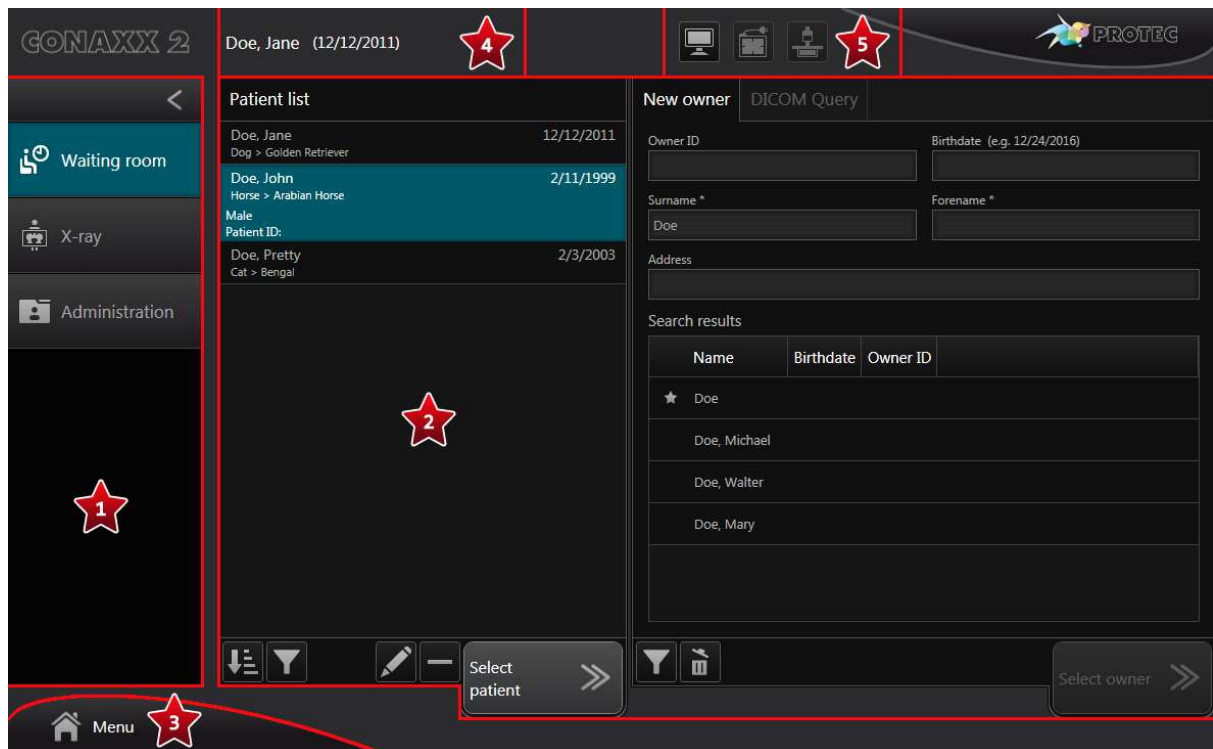 CONAXX 2
Doe, Jane (12/12/2011)
4
5
PROTEC
Waiting room
X-ray
Administration
1
Patient list
Doe, Jane 12/12/2011
Dog > Golden Retriever
Doe, John 2/11/1999
Horse > Arabian Horse
Male
Patient ID:
Doe, Pretty 2/3/2003
Cat > Bengal
2
Select
patient
New owner DICOM Query
Owner ID Birthdate (e.g. 12/24/2016)
Surname * Forename *
Doe
Address
Search results
Name Birthdate Owner ID
Doe
Doe, Michael
Doe, Walter
Doe, Mary
Select owner
Menu
3